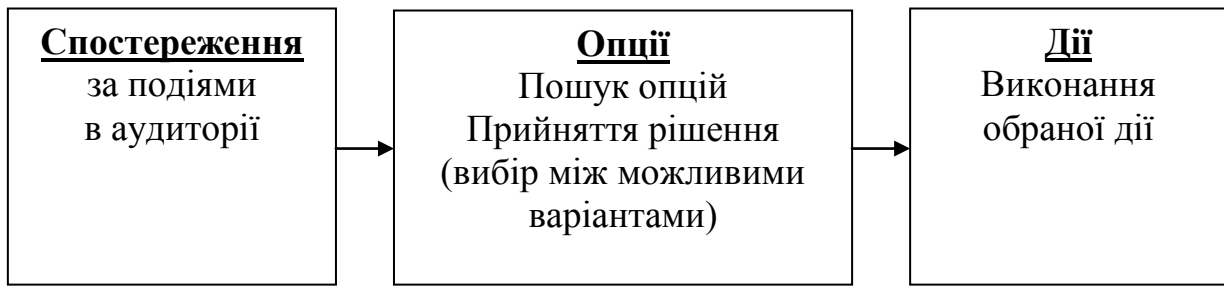 Спостереження
за подіями
в аудиторії
Опції
Пошук опцій
Прийняття рішення
(вибір між можливими
варіантами)
Дії
Виконання
обраної дії